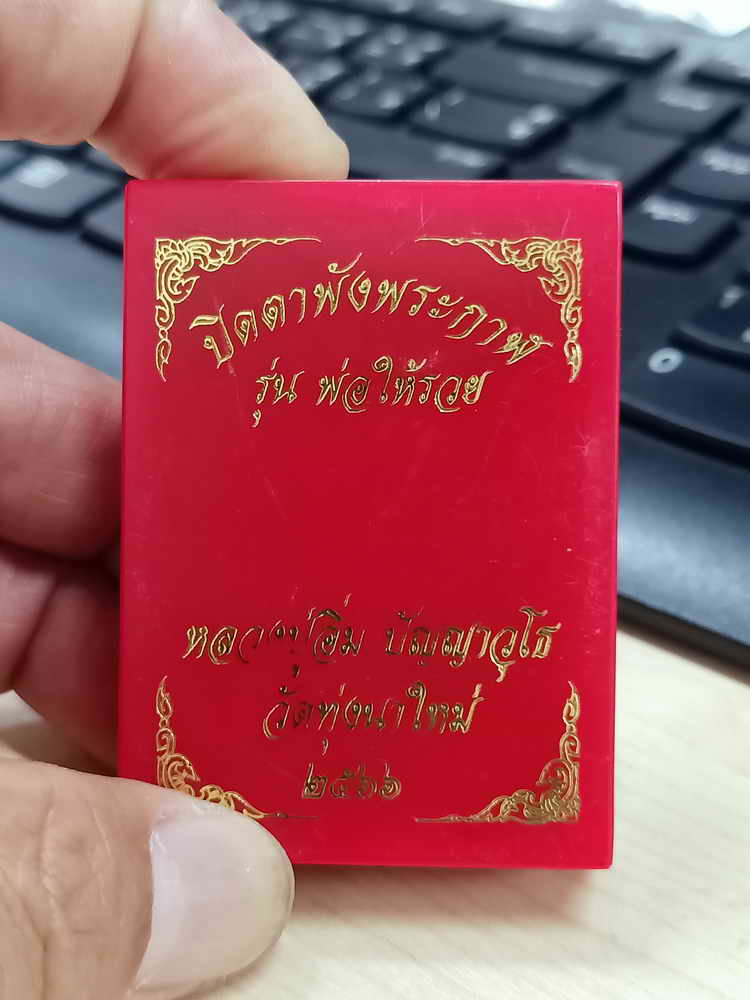 ปิดตาพังพระกาฬ
รุ่น พ่อให้รวย
หลวงปู่อิ่ม ปัญญาวุโธ
วัดทุ่งนาใหม่
๒๕๖๖